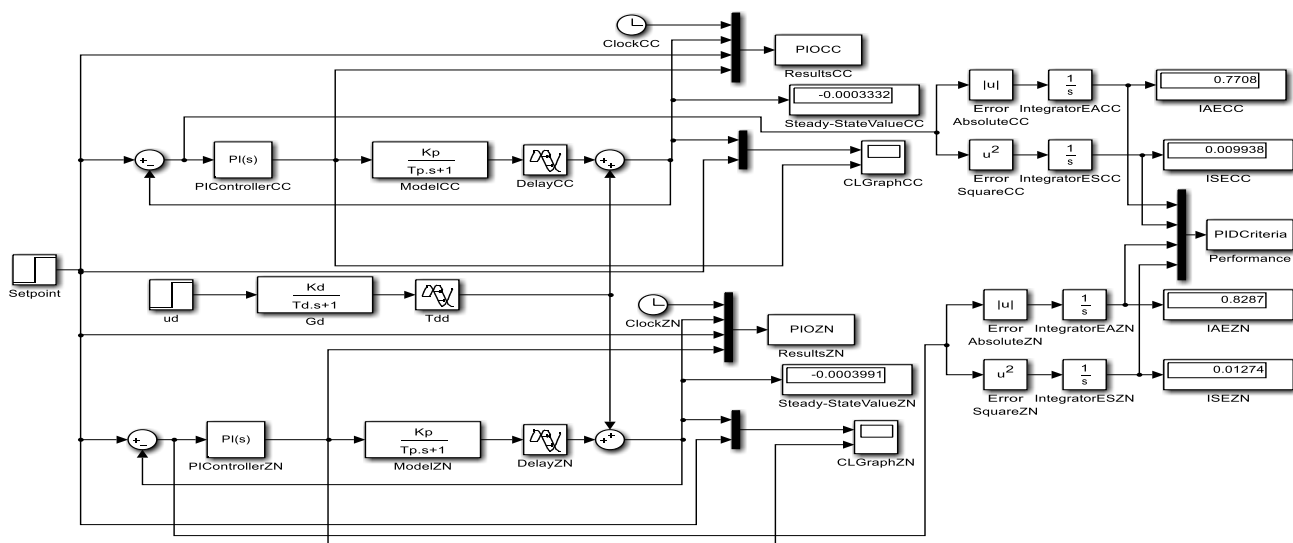 ClockCC
PIOCC
ResultsCC
-0.0003332
Steady-StateValueCC
|u|
Error
AbsoluteCC
1
s
IntegratorEACC
0.7708
IAECC
+
-
PI(s)
PIControllerCC
Kp
Tp.s+1
ModelCC
DelayCC
+
+
CLGraphCC
u2
Error
SquareCC
1
s
IntegratorESCC
0.009938
ISECC
PIDCriteria
Performance
Setpoint
ud
Kd
Td.s+1
Gd
Tdd
ClockZN
PIOZN
ResultsZN
-0.0003991
Steady-StateValueZN
|u|
Error
AbsoluteZN
1
s
IntegratorEAZN
0.8287
IAEZN
u2
Error
SquareZN
1
s
IntegratorESZN
0.01274
ISEZN
+
-
PI(s)
PIControllerZN
Kp
Tp.s+1
ModelZN
DelayZN
+
+
CLGraphZN